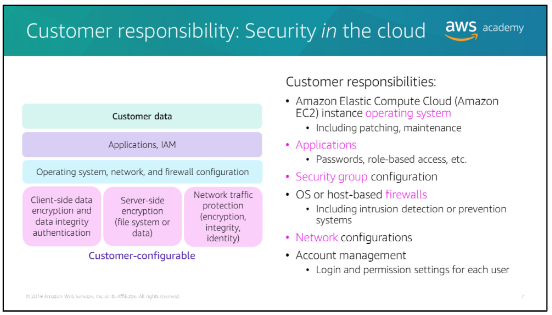 Customer responsibility: Security in the cloud
aws academy
Customer data
Applications, IAM
Operating system, network, and firewall configuration
Client-side data
encryption and
data integrity
authentication
Server-side
encryption
(file system or
data)
Network traffic
protection
(encryption,
integrity,
identity)
Customer-configurable
Customer responsibilities:
• Amazon Elastic Compute Cloud (Amazon
EC2) instance operating system
• Including patching, maintenance
• Applications
• Passwords, role-based access, etc.
• Security group configuration
• OS or host-based firewalls
• Including intrusion detection or prevention
systems
• Network configurations
• Account management
• Login and permission settings for each user
© 2019 Amazon Web Services, Inc. or its Affiliates. All rights reserved.
7